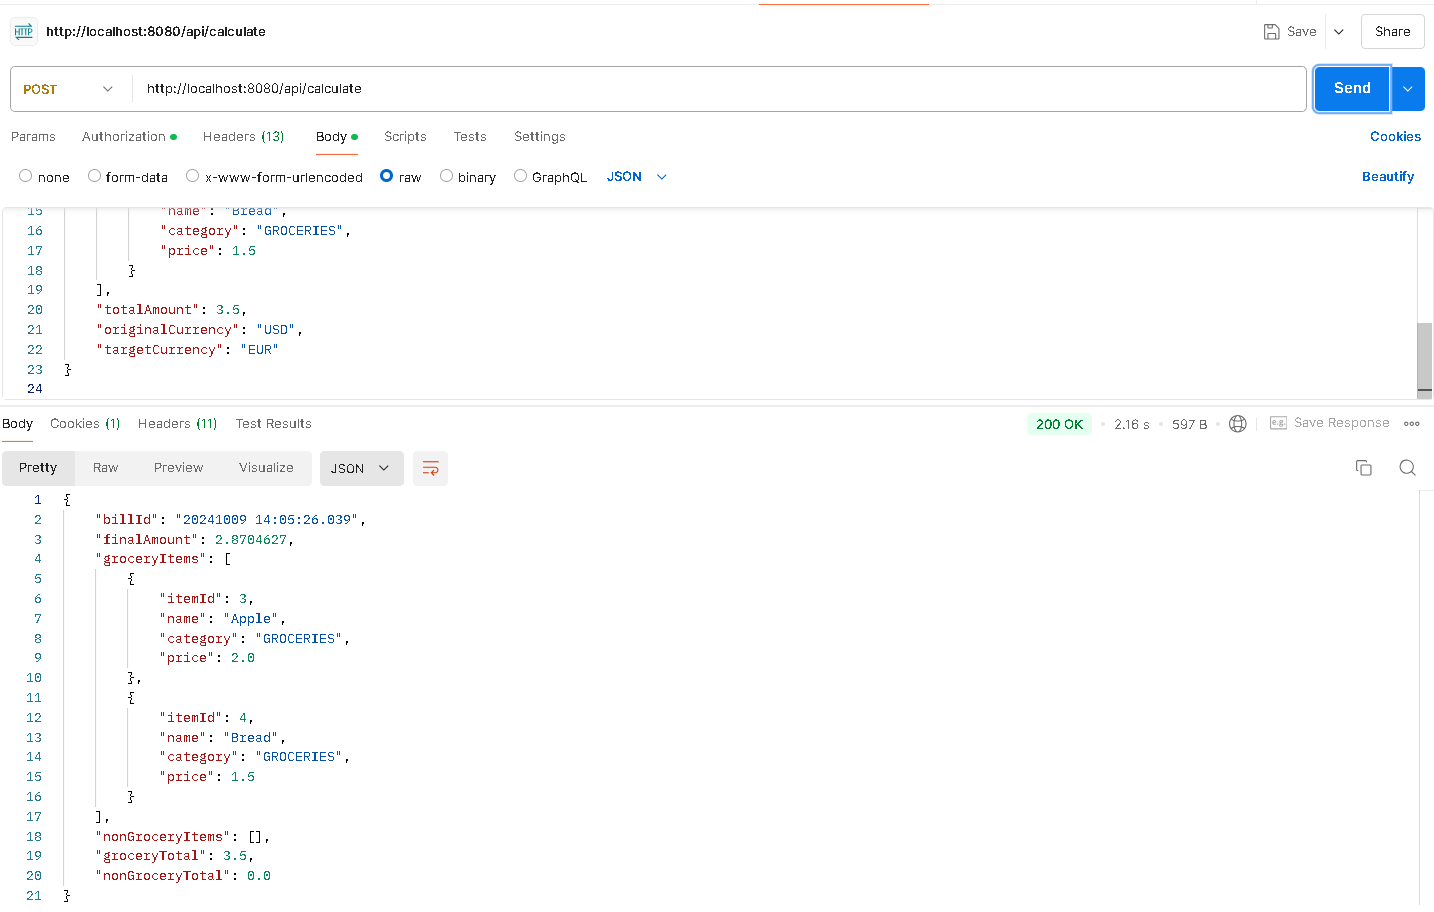 HTTP http://localhost:8080/api/calculate Save Share
POST http://localhost:8080/api/calculate Send
Params Authorization Headers (13) Body Scripts Tests Settings Cookies
none form-data x-www-form-urlencoded raw binary GraphQL JSON Beautify
15 "name": "Bread",
16 "category": "GROCERIES",
17 "price": 1.5
18 }
19 ],
20 "totalAmount": 3.5,
21 "originalCurrency": "USD",
22 "targetCurrency": "EUR"
23 }
24
Body Cookies (1) Headers (11) Test Results 200 OK 2.16 s 597 B e.g. Save Response
Pretty Raw Preview Visualize JSON
1 {
2 "billId": "20241009 14:05:26.039",
3 "finalAmount": 2.8704627,
4 "groceryItems": [
5 {
6 "itemId": 3,
7 "name": "Apple",
8 "category": "GROCERIES",
9 "price": 2.0
10 },
11 {
12 "itemId": 4,
13 "name": "Bread",
14 "category": "GROCERIES",
15 "price": 1.5
16 }
17 ],
18 "nonGroceryItems": [],
19 "groceryTotal": 3.5,
20 "nonGroceryTotal": 0.0
21 }